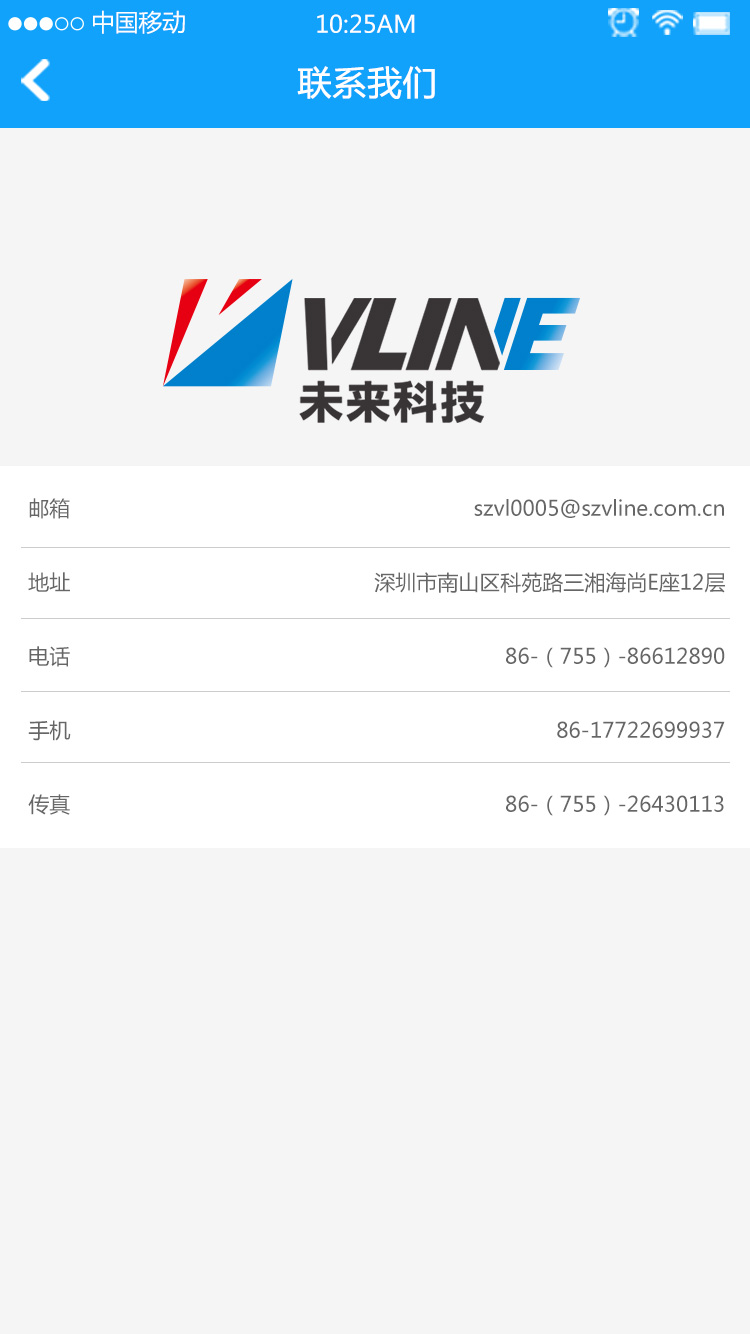 中国移动 10:25AM
联系我们
VLINE
未来科技
邮箱 szvl0005@szvline.com.cn
地址 深圳市南山区科苑路三湘海尚E座12层
电话 86-（755）-86612890
手机 86-17722699937
传真 86-（755）-26430113